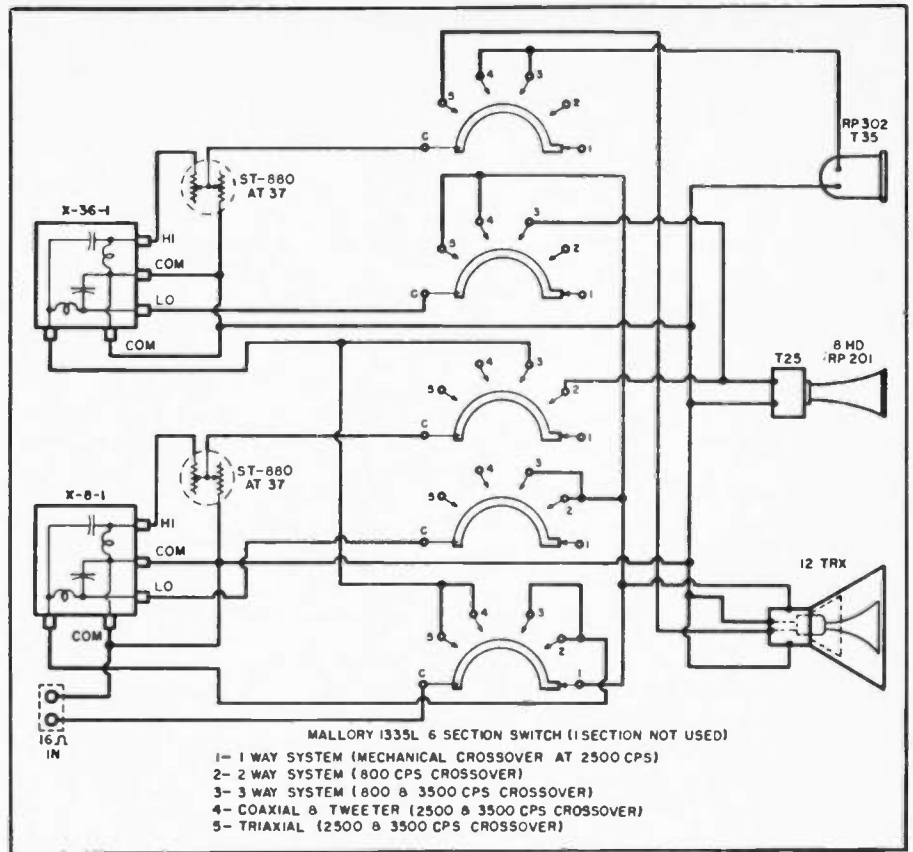 5
4
3
2
1
C
RP302
T35
ST-880
AT 37
X-36-1
HI
COM
LO
COM
5
4
3
2
1
C
4
3
5
2
1
C
T25
8 HD
RP 201
ST-880
AT 37
X-8-1
HI
COM
LO
COM
4
3
5
2
1
C
12 TRX
4
3
5
2
1
C
16Ω
IN
MALLORY 1335L 6 SECTION SWITCH (1 SECTION NOT USED)
1- 1 WAY SYSTEM (MECHANICAL CROSSOVER AT 2500 CPS)
2- 2 WAY SYSTEM (800 CPS CROSSOVER)
3- 3 WAY SYSTEM (800 & 3500 CPS CROSSOVER)
4- COAXIAL & TWEETER (2500 & 3500 CPS CROSSOVER)
5- TRIAXIAL (2500 & 3500 CPS CROSSOVER)